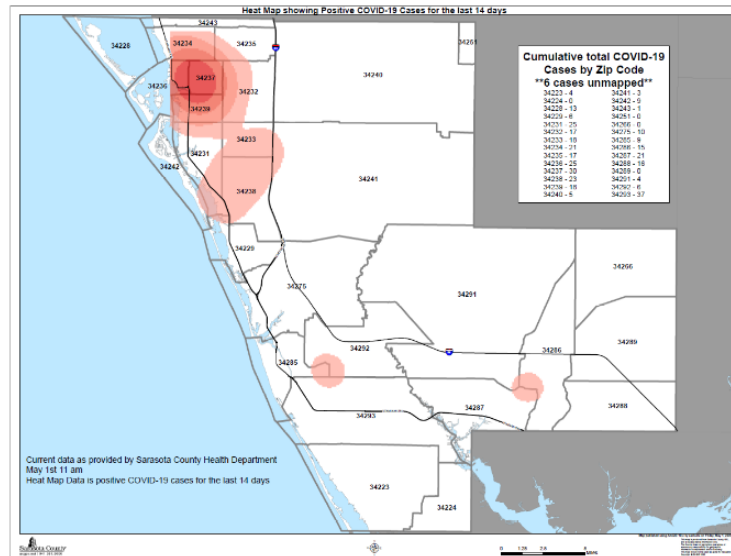 Heat Map showing Positive COVID-19 Cases for the last 14 days
34243
34228
34234
34235
34261
34240
34236
34237
34232
34239
34233
34231
34242
34241
34238
34229
34275
34291
34266
34292
34286
34289
34285
34293
34287
34288
34223
34224
Cumulative total COVID-19
Cases by Zip Code
**6 cases unmapped**
34223 - 4 34241 - 3
34224 - 0 34242 - 9
34228 - 13 34243 - 1
34229 - 6 34251 - 0
34231 - 25 34266 - 0
34232 - 17 34275 - 10
34233 - 18 34285 - 9
34234 - 21 34286 - 15
34235 - 17 34287 - 21
34236 - 25 34288 - 16
34237 - 30 34289 - 0
34238 - 23 34291 - 4
34239 - 16 34292 - 6
34240 - 5 34293 - 37
Current data as provided by Sarasota County Health Department
May 1st 11 am
Heat Map Data is positive COVID-19 cases for the last 14 days
Sarasota County